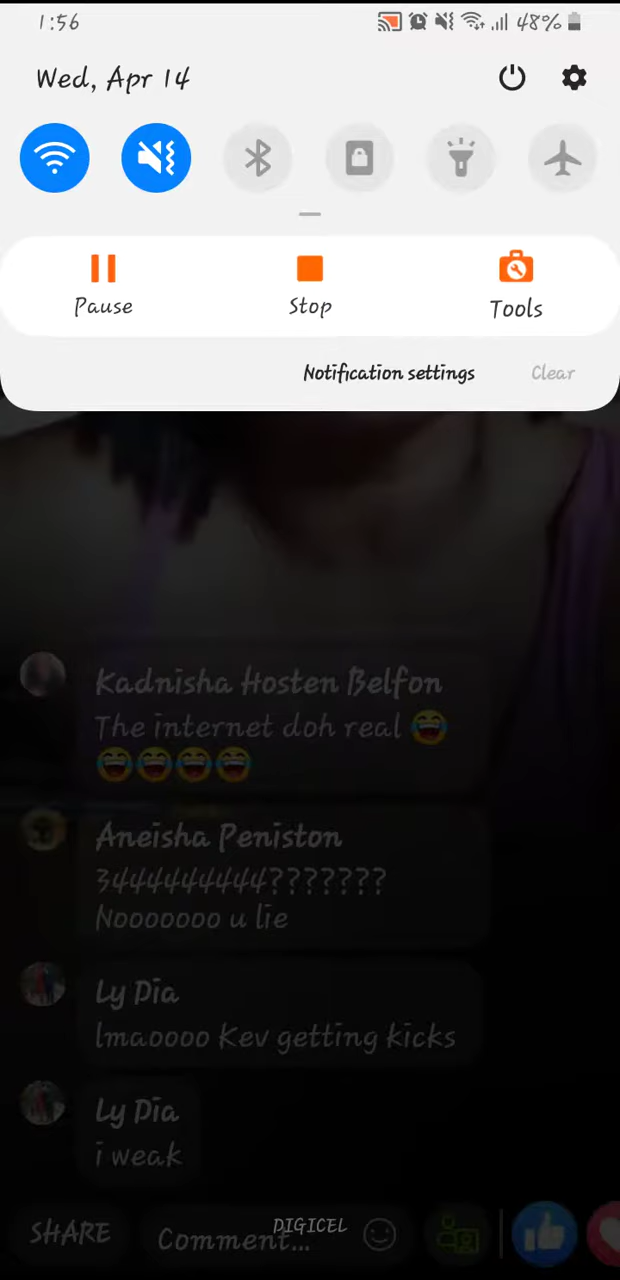 1:56
48%
Wed, Apr 14
Pause
Stop
Tools
Notification settings
Clear
Kadnisha Hosten Belfon
The internet doh real 😂
😂😂😂😂
Aneisha Peniston
3444444444???????
Nooooooo u lie
Ly Dia
lmaoooo Kev getting kicks
Ly Dia
i weak
SHARE
Comment...
DIGICEL